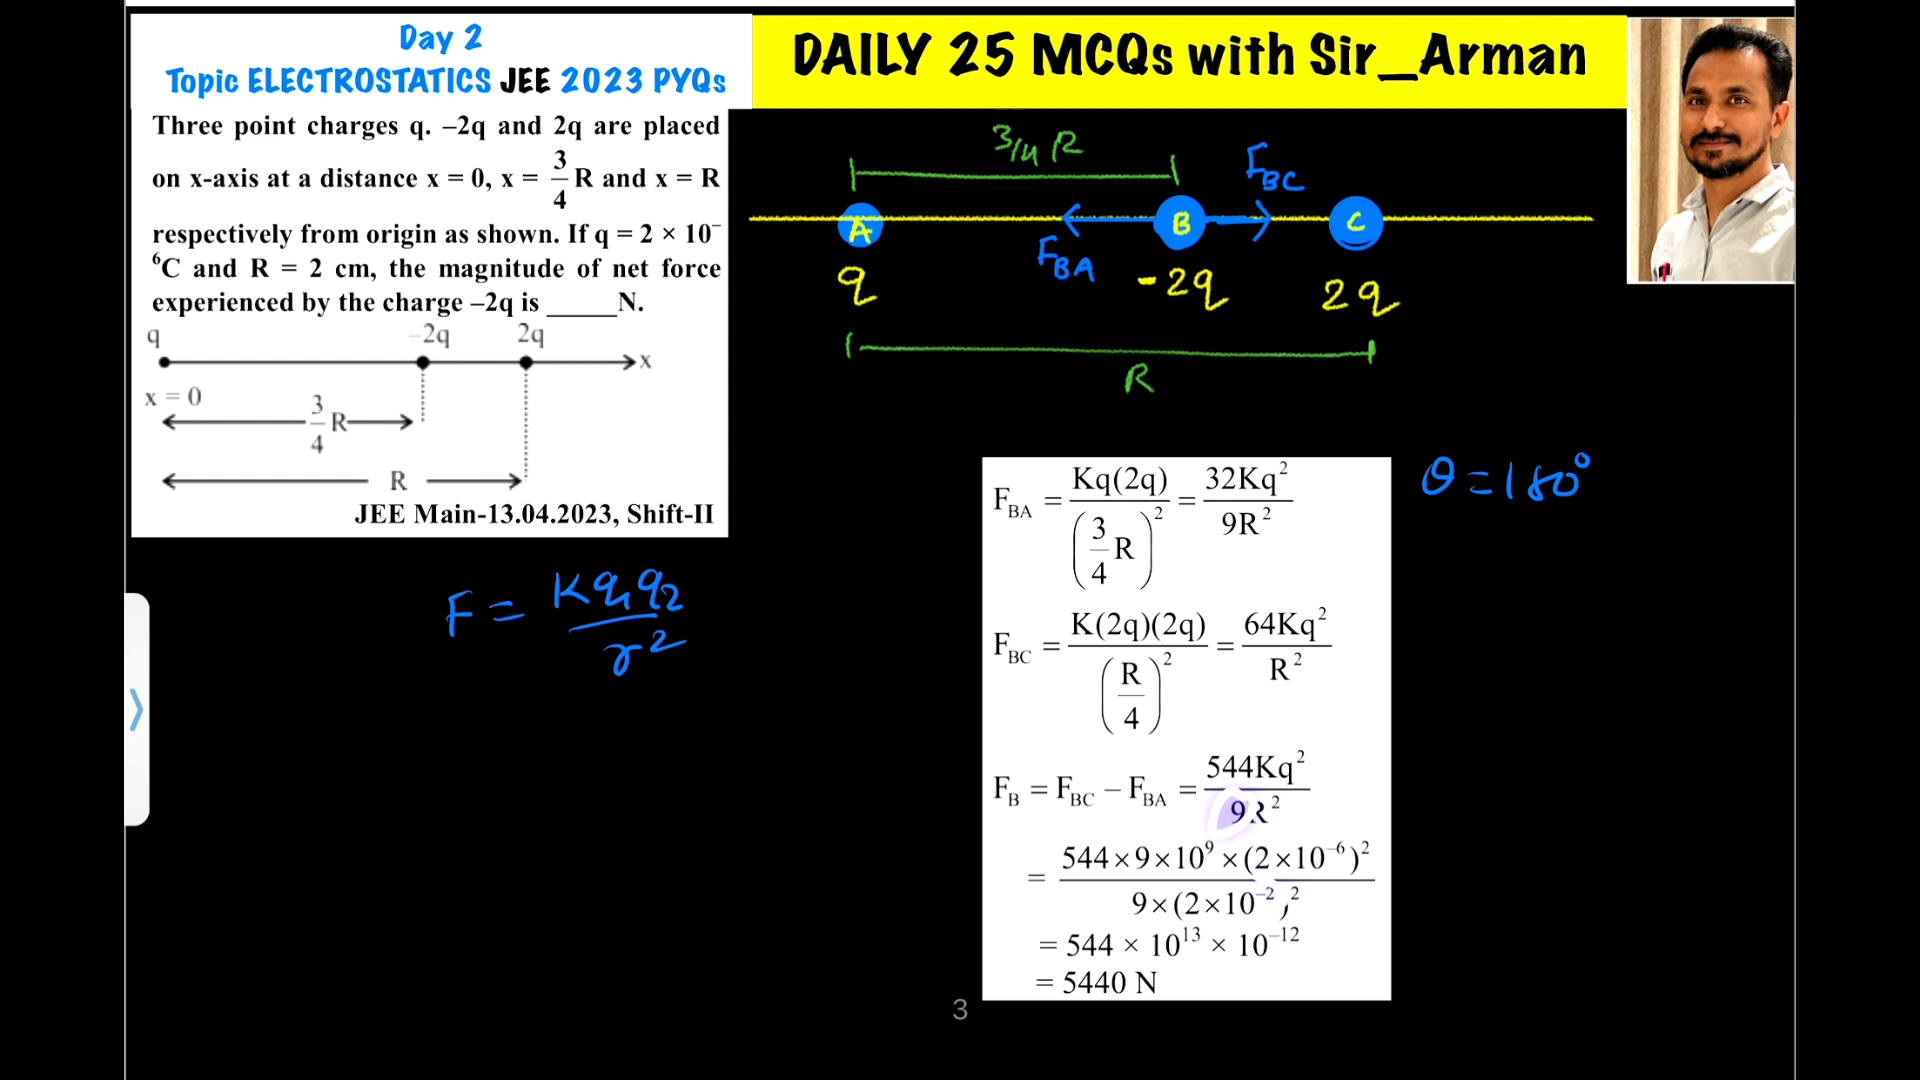 Day 2
Topic ELECTROSTATICS JEE 2023 PYQs
DAILY 25 MCQs with Sir_Arman
Three point charges q. –2q and 2q are placed
on x-axis at a distance x = 0, x = 3/4 R and x = R
respectively from origin as shown. If q = 2 × 10⁻
⁶C and R = 2 cm, the magnitude of net force
experienced by the charge –2q is _____N.
q –2q 2q
x
x = 0
3/4 R
R
JEE Main-13.04.2023, Shift-II
3/4 R
F_BC
A B C
F_BA
q -2q 2q
R
F = Kq₁q₂/r²
θ = 180°
F_BA = Kq(2q)/(3/4 R)² = 32Kq²/9R²
F_BC = K(2q)(2q)/(R/4)² = 64Kq²/R²
F_B = F_BC – F_BA = 544Kq²/9R²
= 544×9×10⁹×(2×10⁻⁶)²/9×(2×10⁻²)²
= 544 × 10¹³ × 10⁻¹²
= 5440 N
3